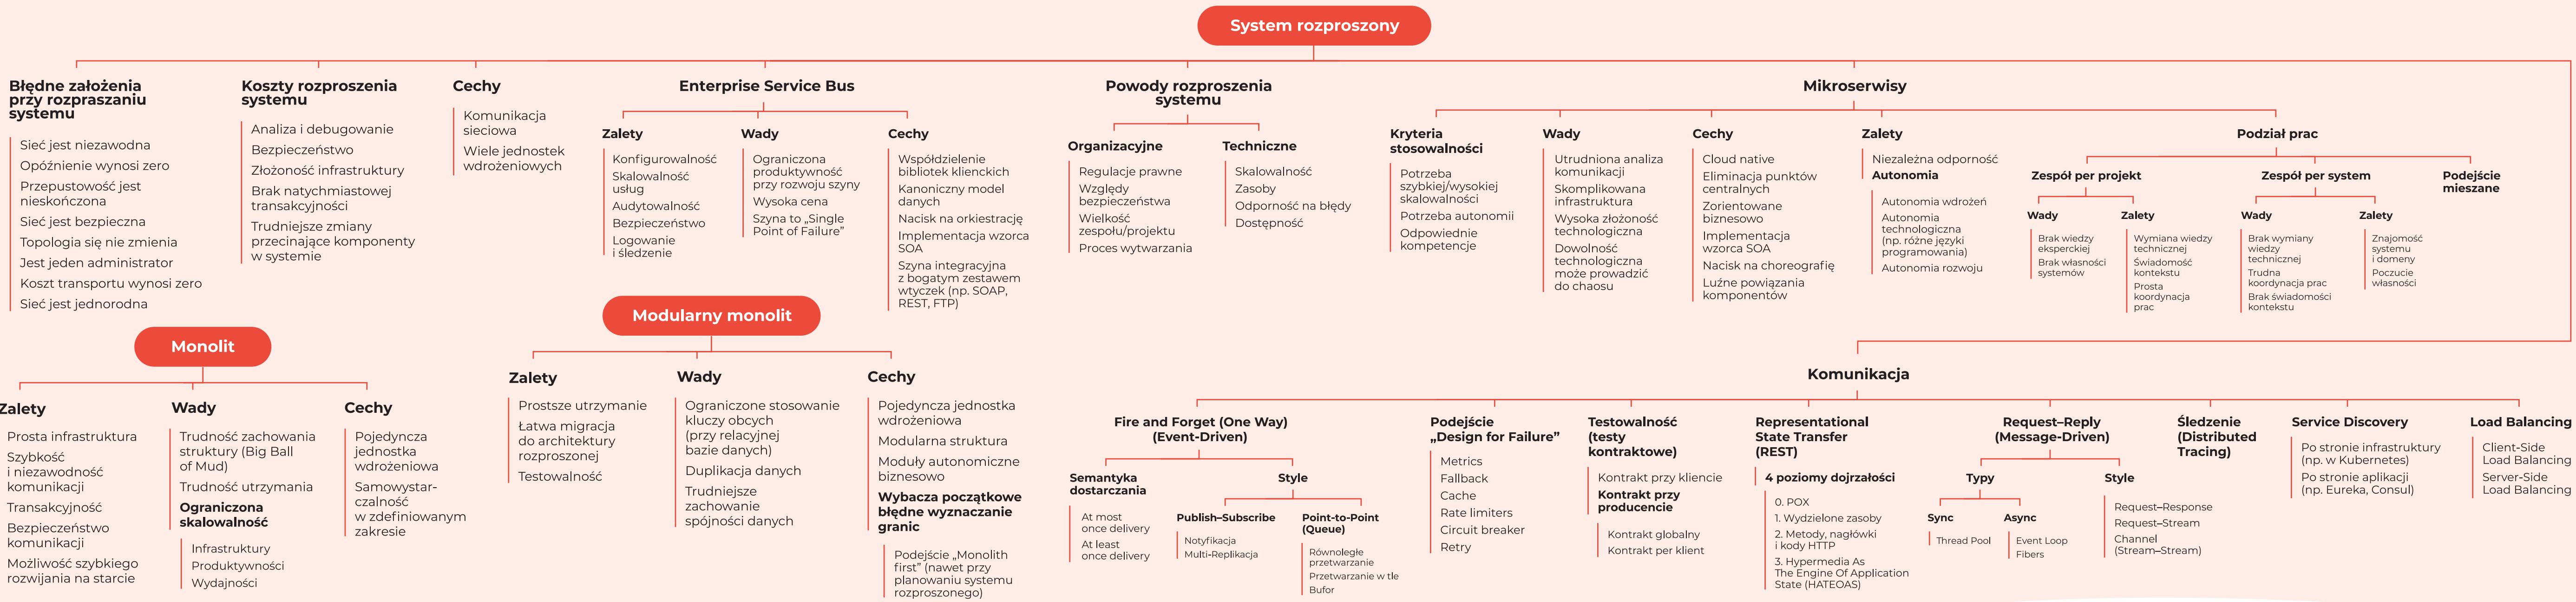 System rozproszony
Błędne założenia
przy rozpraszaniu
systemu
Sieć jest niezawodna
Opóźnienie wynosi zero
Przepustowość jest
nieskończona
Sieć jest bezpieczna
Topologia się nie zmienia
Jest jeden administrator
Koszt transportu wynosi zero
Sieć jest jednorodna
Koszty rozproszenia
systemu
Analiza i debugowanie
Bezpieczeństwo
Złożoność infrastruktury
Brak natychmiastowej
transakcyjności
Trudniejsze zmiany
przecinające komponenty
w systemie
Cechy
Komunikacja
sieciowa
Wiele jednostek
wdrożeniowych
Enterprise Service Bus
Zalety
Konfigurowalność
Skalowalność
usług
Audytowalność
Bezpieczeństwo
Logowanie
i śledzenie
Wady
Ograniczona
produktywność
przy rozwoju szyny
Wysoka cena
Szyna to „Single
Point of Failure”
Cechy
Współdzielenie
bibliotek klienckich
Kanoniczny model
danych
Nacisk na orkiestrację
Implementacja wzorca
SOA
Szyna integracyjna
z bogatym zestawem
wtyczek (np. SOAP,
REST, FTP)
Powody rozproszenia
systemu
Organizacyjne
Regulacje prawne
Względy
bezpieczeństwa
Wielkość
zespołu/projektu
Proces wytwarzania
Techniczne
Skalowalność
Zasoby
Odporność na błędy
Dostępność
Mikroserwisy
Kryteria
stosowalności
Potrzeba
szybkiej/wysokiej
skalowalności
Potrzeba autonomii
Odpowiednie
kompetencje
Wady
Utrudniona analiza
komunikacji
Skomplikowana
infrastruktura
Wysoka złożoność
technologiczna
Dowolność
technologiczna
może prowadzić
do chaosu
Cechy
Cloud native
Eliminacja punktów
centralnych
Zorientowane
biznesowo
Implementacja
wzorca SOA
Nacisk na choreografię
Luźne powiązania
komponentów
Zalety
Niezależna odporność
Autonomia
Autonomia wdrożeń
Autonomia
technologiczna
(np. różne języki
programowania)
Autonomia rozwoju
Podział prac
Zespół per projekt
Wady
Brak wiedzy
eksperckiej
Brak własności
systemów
Zalety
Wymiana wiedzy
technicznej
Świadomość
kontekstu
Prosta
koordynacja
prac
Zespół per system
Wady
Brak wymiany
wiedzy
technicznej
Trudna
koordynacja prac
Brak świadomości
kontekstu
Zalety
Znajomość
systemu
i domeny
Poczucie
własności
Podejście
mieszane
Monolit
Zalety
Prosta infrastruktura
Szybkość
i niezawodność
komunikacji
Transakcyjność
Bezpieczeństwo
komunikacji
Możliwość szybkiego
rozwijania na starcie
Wady
Trudność zachowania
struktury (Big Ball
of Mud)
Trudność utrzymania
Ograniczona
skalowalność
Infrastruktury
Produktywności
Wydajności
Cechy
Pojedyncza
jednostka
wdrożeniowa
Samowystar-
czalność
w zdefiniowanym
zakresie
Modularny monolit
Zalety
Prostsze utrzymanie
Łatwa migracja
do architektury
rozproszonej
Testowalność
Wady
Ograniczone stosowanie
kluczy obcych
(przy relacyjnej
bazie danych)
Duplikacja danych
Trudniejsze
zachowanie
spójności danych
Cechy
Pojedyncza jednostka
wdrożeniowa
Modularna struktura
Moduły autonomiczne
biznesowo
Wybacza początkowe
błędne wyznaczanie
granic
Podejście „Monolith
first” (nawet przy
planowaniu systemu
rozproszonego)
Komunikacja
Fire and Forget (One Way)
(Event-Driven)
Semantyka
dostarczania
At most
once delivery
At least
once delivery
Style
Publish–Subscribe
Notyfikacja
Multi-Replikacja
Point-to-Point
(Queue)
Równoległe
przetwarzanie
Przetwarzanie w tle
Bufor
Podejście
„Design for Failure”
Metrics
Fallback
Cache
Rate limiters
Circuit breaker
Retry
Testowalność
(testy
kontraktowe)
Kontrakt przy kliencie
Kontrakt przy
producencie
Kontrakt globalny
Kontrakt per klient
Representational
State Transfer
(REST)
4 poziomy dojrzałości
0. POX
1. Wydzielone zasoby
2. Metody, nagłówki
i kody HTTP
3. Hypermedia As
The Engine Of Application
State (HATEOAS)
Request–Reply
(Message-Driven)
Typy
Sync
Thread Pool
Async
Event Loop
Fibers
Style
Request–Response
Request–Stream
Channel
(Stream–Stream)
Śledzenie
(Distributed
Tracing)
Service Discovery
Po stronie infrastruktury
(np. w Kubernetes)
Po stronie aplikacji
(np. Eureka, Consul)
Load Balancing
Client-Side
Load Balancing
Server-Side
Load Balancing